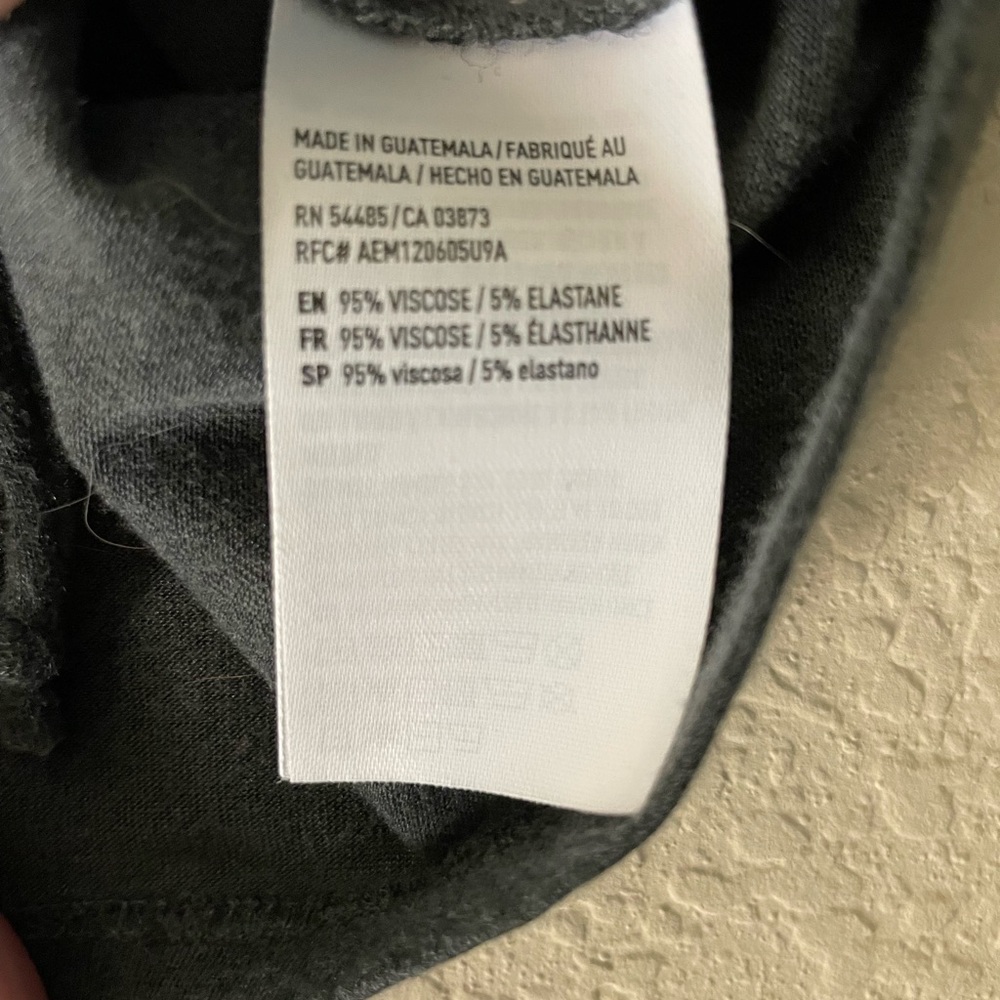 MADE IN GUATEMALA/FABRIQUÉ AU
GUATEMALA / HECHO EN GUATEMALA
RN 54485/CA 03873
RFC# AEM120605U9A
EN 95% VISCOSE / 5% ELASTANE
FR 95% VISCOSE / 5% ÉLASTHANNE
SP 95% viscosa / 5% elastano